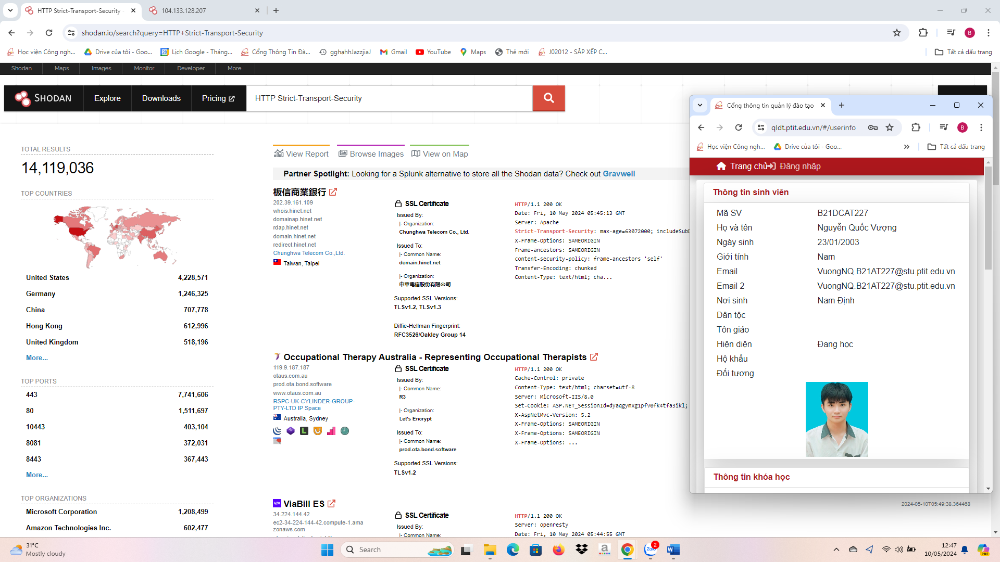 HTTP Strict-Transport-Security -
104.133.128.207
shodan.io/search?query=HTTP+Strict-Transport-Security
B
Học viện Công ngh...
Drive của tôi - Goo...
Lịch Google - Tháng...
Cổng Thông Tin Đà...
gghạhhJazzjiaJ
Gmail
YouTube
Maps
Thẻ mới
J02012 - SẮP XẾP C...
Tất cả dấu trang
Shodan
Maps
Images
Monitor
Developer
More...
SHODAN
Explore
Downloads
Pricing
HTTP Strict-Transport-Security
TOTAL RESULTS
14,119,036
TOP COUNTRIES
United States 4,228,571
Germany 1,246,325
China 707,778
Hong Kong 612,996
United Kingdom 518,196
More...
TOP PORTS
443 7,741,606
80 1,511,697
10443 403,104
8081 372,031
8443 367,443
More...
TOP ORGANIZATIONS
Microsoft Corporation 1,208,499
Amazon Technologies Inc. 602,477
View Report
Browse Images
View on Map
Partner Spotlight: Looking for a Splunk alternative to store all the Shodan data? Check out Gravwell
板信商業銀行
202.39.161.109
whois.hinet.net
domainap.hinet.net
rdap.hinet.net
domain.hinet.net
redirect.hinet.net
Chunghwa Telecom Co.,Ltd.
Taiwan, Taipei
SSL Certificate
Issued By:
|- Organization:
Chunghwa Telecom Co., Ltd.
Issued To:
|- Common Name:
domain.hinet.net
|- Organization:
中華電信股份有限公司
Supported SSL Versions:
TLSv1.2, TLSv1.3
Diffie-Hellman Fingerprint:
RFC3526/Oakley Group 14
HTTP/1.1 200 OK
Date: Fri, 10 May 2024 05:45:13 GMT
Server: Apache
Strict-Transport-Security: max-age=63072000; includeSubD
X-Frame-Options: SAMEORIGIN
Frame-ancestors: SAMEORIGIN
content-security-policy: frame-ancestors 'self'
Transfer-Encoding: chunked
Content-Type: text/html; cha...
Occupational Therapy Australia - Representing Occupational Therapists
119.9.187.187
otaus.com.au
prod.ota.bond.software
www.otaus.com.au
RSPC-UK-CYLINDER-GROUP-
PTY-LTD IP Space
Australia, Sydney
SSL Certificate
Issued By:
|- Common Name:
R3
|- Organization:
Let's Encrypt
Issued To:
|- Common Name:
prod.ota.bond.software
Supported SSL Versions:
TLSv1.2
HTTP/1.1 200 OK
Cache-Control: private
Content-Type: text/html; charset=utf-8
Server: Microsoft-IIS/8.0
Set-Cookie: ASP.NET_SessionId=dyaqgymxg1pfv0fk4tfa3ikl;
X-AspNetMvc-Version: 5.2
X-Frame-Options: SAMEORIGIN
X-Frame-Options: SAMEORIGIN
X-Frame-Options: ...
VIA
ViaBill ES
2024-05-10T05:49:38.364468
34.224.144.42
ec2-34-224-144-42.compute-1.ama
zonaws.com
SSL Certificate
Issued By:
|- Common Name:
HTTP/1.1 200 OK
Server: openresty
Date: Fri, 10 May 2024 05:44:55 GMT
Cổng thông tin quản lý đào tạo
qldt.ptit.edu.vn/#/userinfo
B
Học viện Công ngh...
Drive của tôi - Goo...
Tất cả dấu trang
Trang chủ
Đăng nhập
Thông tin sinh viên
Mã SV B21DCAT227
Họ và tên Nguyễn Quốc Vượng
Ngày sinh 23/01/2003
Giới tính Nam
Email VuongNQ.B21AT227@stu.ptit.edu.vn
Email 2 VuongNQ.B21AT227@stu.ptit.edu.vn
Nơi sinh Nam Định
Dân tộc
Tôn giáo
Hiện diện Đang học
Hộ khẩu
Đối tượng
Thông tin khóa học
31°C
Mostly cloudy
Search
Zalo
2
12:47
10/05/2024
PRE